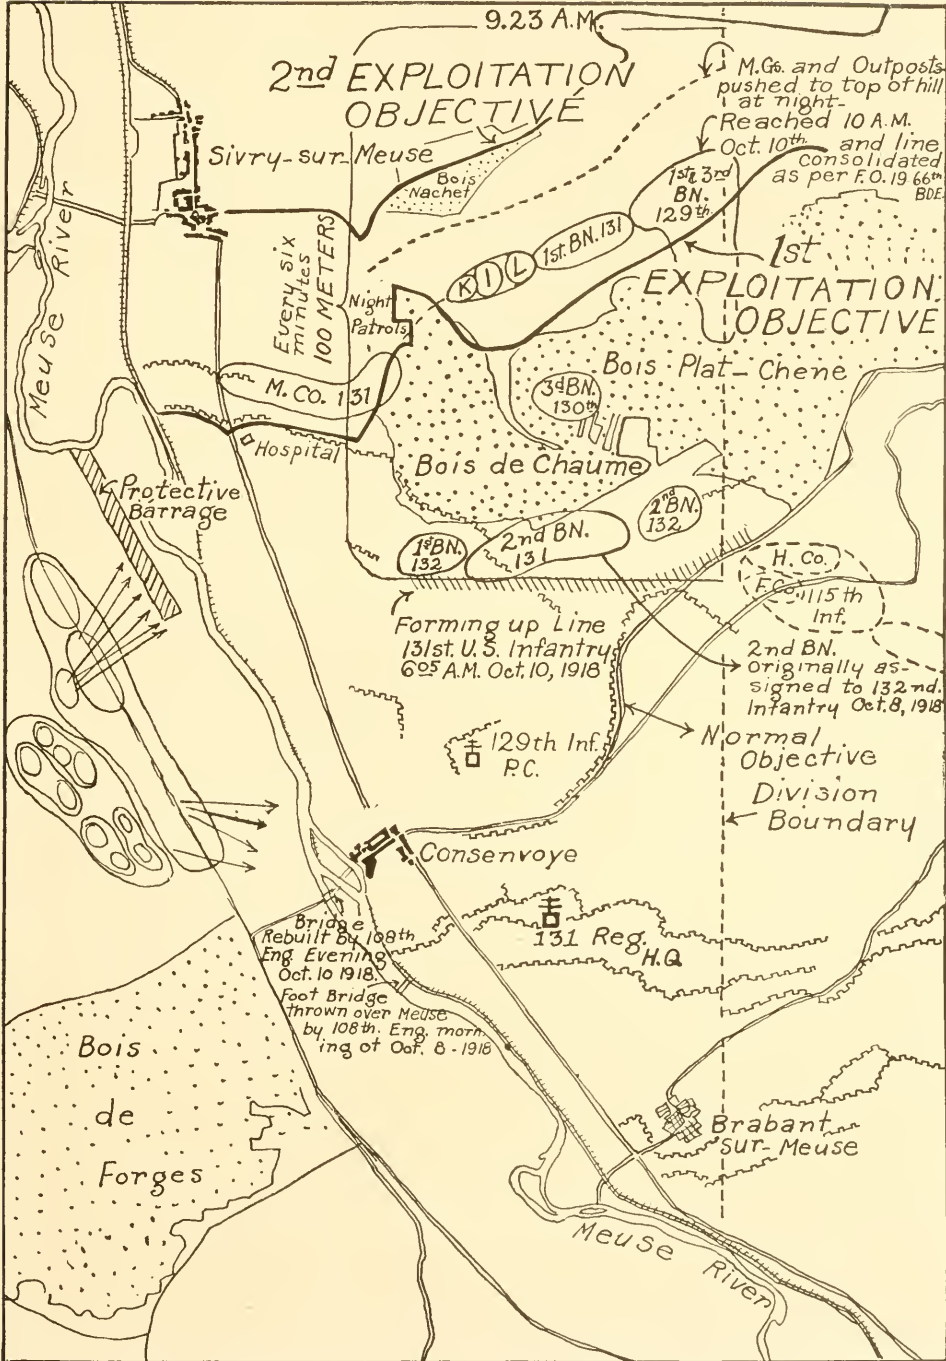 9.23 A.M.
2nd EXPLOITATION
OBJECTIVE
M.Gs. and Outposts
pushed to top of hill
at night-
Reached 10 A.M.
Oct. 10th and line
consolidated
as per F.O. 19 66th
BDE.
Sivry-sur-Meuse
Bois
Nachet
1st & 3rd
BN.
129th.
1st. BN. 131
K I L
1st
EXPLOITATION
OBJECTIVE
Meuse River
Every six
minutes
100 METERS
Night
Patrols
M. Co. 131
Hospital
Bois Plat-Chene
3d BN.
130th
Bois de Chaume
Protective
Barrage
1st BN.
132
2nd BN.
131
2nd BN.
132
H. Co.
F. Co. 115th
Inf.
Forming up Line
131st. U.S. Infantry
6 05 A.M. Oct. 10, 1918
2nd BN.
originally as-
signed to 132nd.
Infantry Oct. 8, 1918
129th Inf.
P.C.
Normal
Objective
Division
Boundary
Consenvoye
Bridge
Rebuilt by 108th
Eng. Evening
Oct. 10 1918.
Foot Bridge
thrown over Meuse
by 108th. Eng. morn-
ing of Oct. 8-1918
131 Reg.
H.Q
Bois
de
Forges
Brabant
sur-Meuse
Meuse River